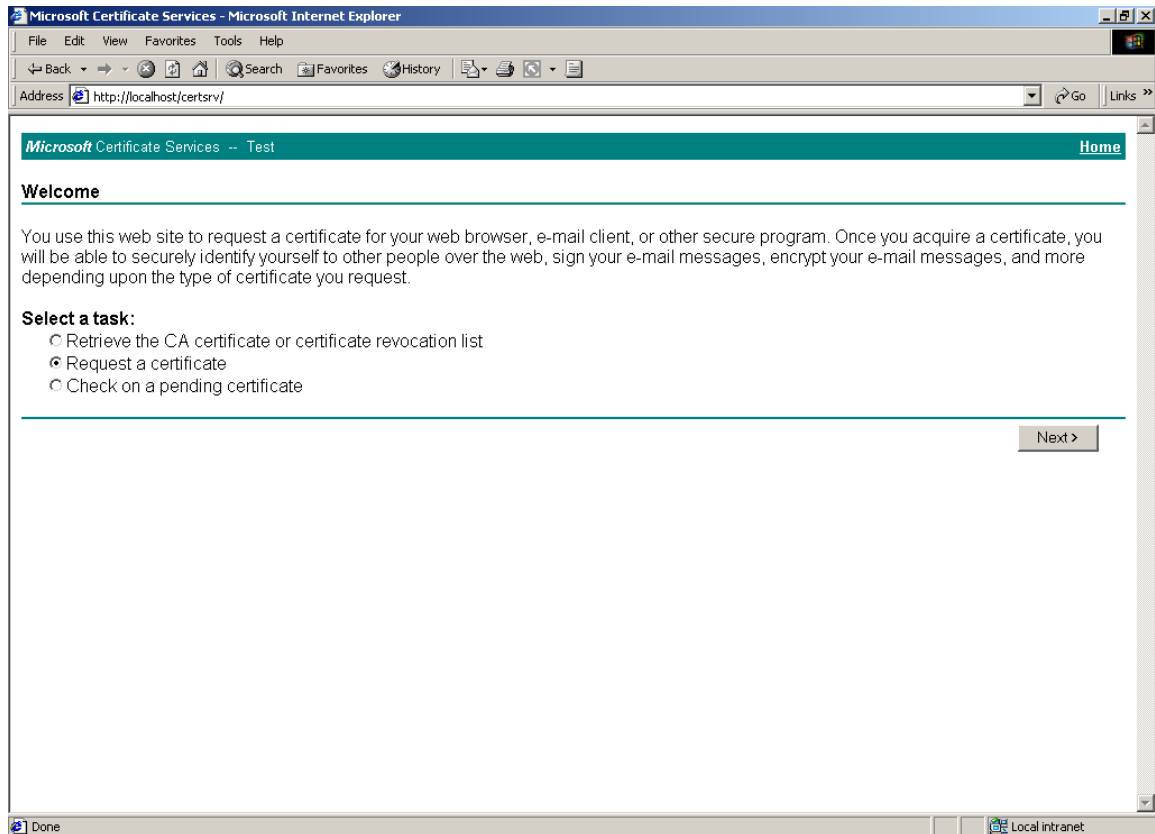 Microsoft Certificate Services - Microsoft Internet Explorer
File Edit View Favorites Tools Help
Back Search Favorites History
Address http://localhost/certsrv/ Go Links »
Microsoft Certificate Services -- Test Home
Welcome
You use this web site to request a certificate for your web browser, e-mail client, or other secure program. Once you acquire a certificate, you
will be able to securely identify yourself to other people over the web, sign your e-mail messages, encrypt your e-mail messages, and more
depending upon the type of certificate you request.
Select a task:
Retrieve the CA certificate or certificate revocation list
Request a certificate
Check on a pending certificate
Next >
Done Local intranet